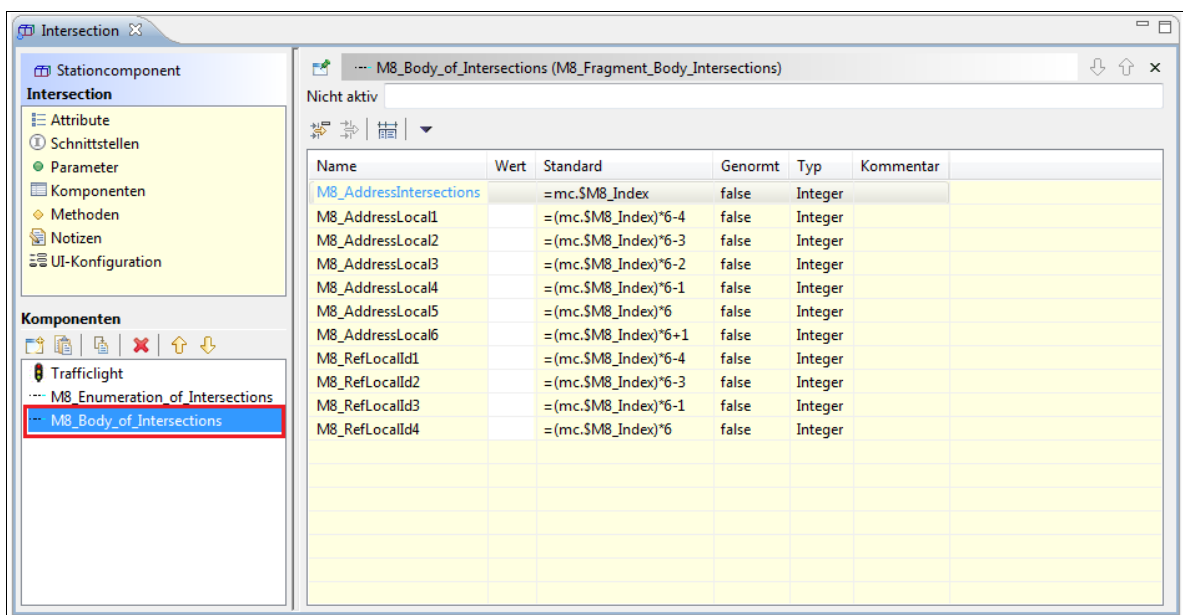 Intersection
Stationcomponent
Intersection
Attribute
Schnittstellen
Parameter
Komponenten
Methoden
Notizen
UI-Konfiguration
Komponenten
Trafficlight
M8_Enumeration_of_Intersections
M8_Body_of_Intersections
M8_Body_of_Intersections (M8_Fragment_Body_Intersections)
Nicht aktiv
Name Wert Standard Genormt Typ Kommentar
M8_AddressIntersections =mc.$M8_Index false Integer
M8_AddressLocal1 =(mc.$M8_Index)*6-4 false Integer
M8_AddressLocal2 =(mc.$M8_Index)*6-3 false Integer
M8_AddressLocal3 =(mc.$M8_Index)*6-2 false Integer
M8_AddressLocal4 =(mc.$M8_Index)*6-1 false Integer
M8_AddressLocal5 =(mc.$M8_Index)*6 false Integer
M8_AddressLocal6 =(mc.$M8_Index)*6+1 false Integer
M8_RefLocalId1 =(mc.$M8_Index)*6-4 false Integer
M8_RefLocalId2 =(mc.$M8_Index)*6-3 false Integer
M8_RefLocalId3 =(mc.$M8_Index)*6-1 false Integer
M8_RefLocalId4 =(mc.$M8_Index)*6 false Integer